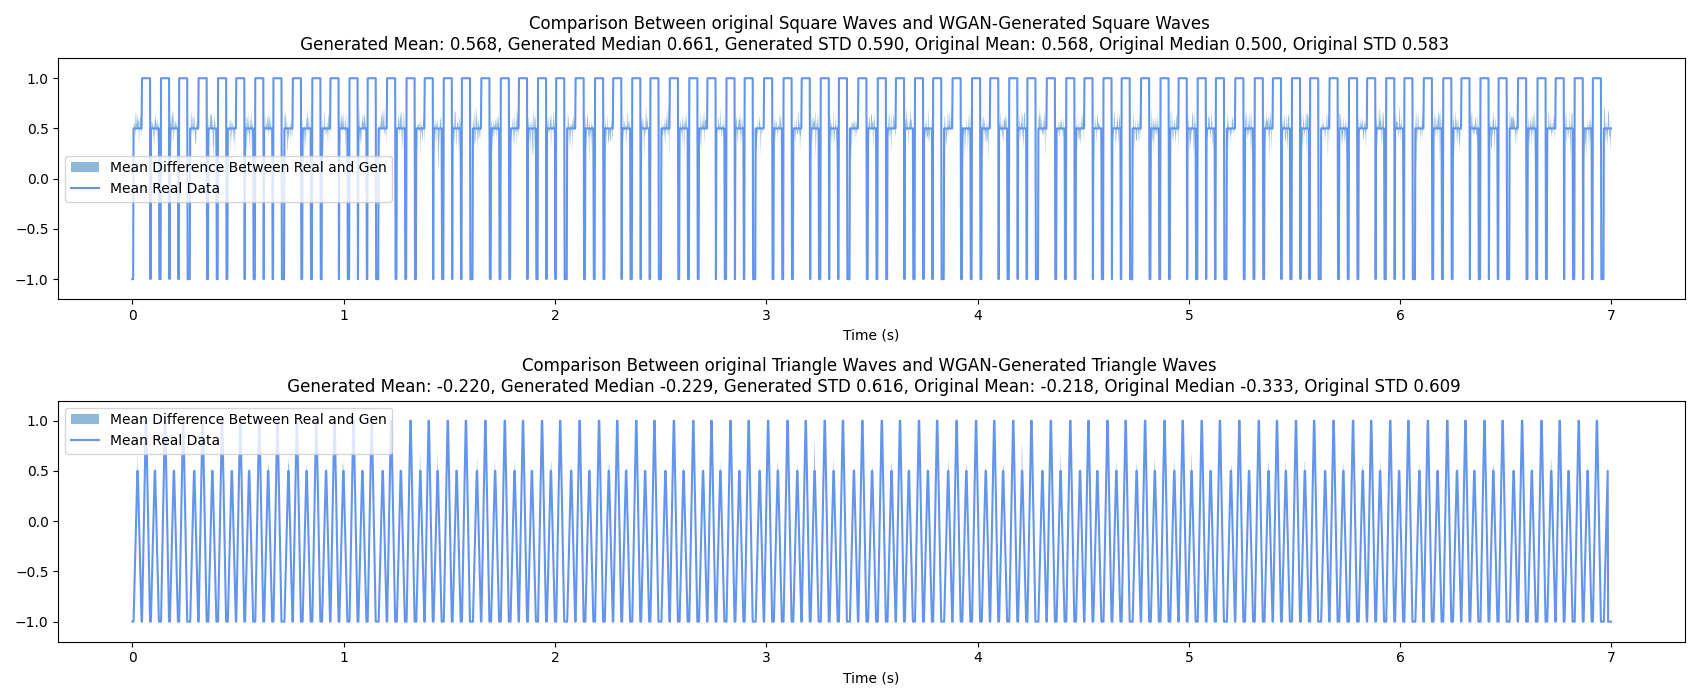 Comparison Between original Square Waves and WGAN-Generated Square Waves
Generated Mean: 0.568, Generated Median 0.661, Generated STD 0.590, Original Mean: 0.568, Original Median 0.500, Original STD 0.583
1.0
0.5
0.0
−0.5
−1.0
Mean Difference Between Real and Gen
Mean Real Data
0 1 2 3 4 5 6 7
Time (s)
Comparison Between original Triangle Waves and WGAN-Generated Triangle Waves
Generated Mean: -0.220, Generated Median -0.229, Generated STD 0.616, Original Mean: -0.218, Original Median -0.333, Original STD 0.609
Mean Difference Between Real and Gen
Mean Real Data
1.0
0.5
0.0
−0.5
−1.0
0 1 2 3 4 5 6 7
Time (s)